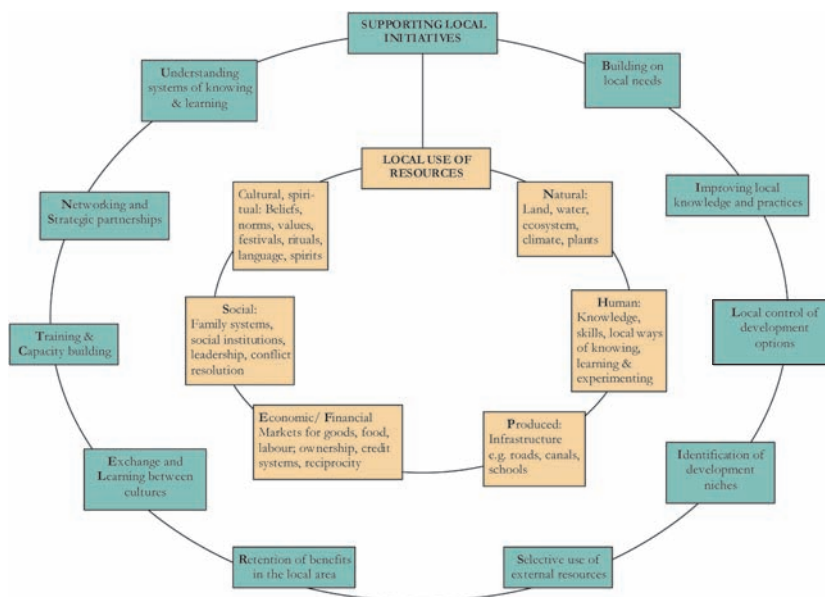 SUPPORTING LOCAL
INITIATIVES
Understanding
systems of knowing
& learning
Building on
local needs
LOCAL USE OF
RESOURCES
Cultural, spiri-
tual: Beliefs,
norms, values,
festivals, rituals,
language, spirits
Natural:
Land, water,
ecosystem,
climate, plants
Networking and
Strategic partnerships
Improving local
knowledge and practices
Social:
Family systems,
social institutions,
leadership, conflict
resolution
Human:
Knowledge,
skills, local ways
of knowing,
learning &
experimenting
Training &
Capacity building
Local control of
development
options
Economic/ Financial
Markets for goods, food,
labour; ownership, credit
systems, reciprocity
Produced:
Infrastructure
e.g. roads, canals,
schools
Exchange and
Learning between
cultures
Identification of
development
niches
Retention of benefits
in the local area
Selective use of
external resources